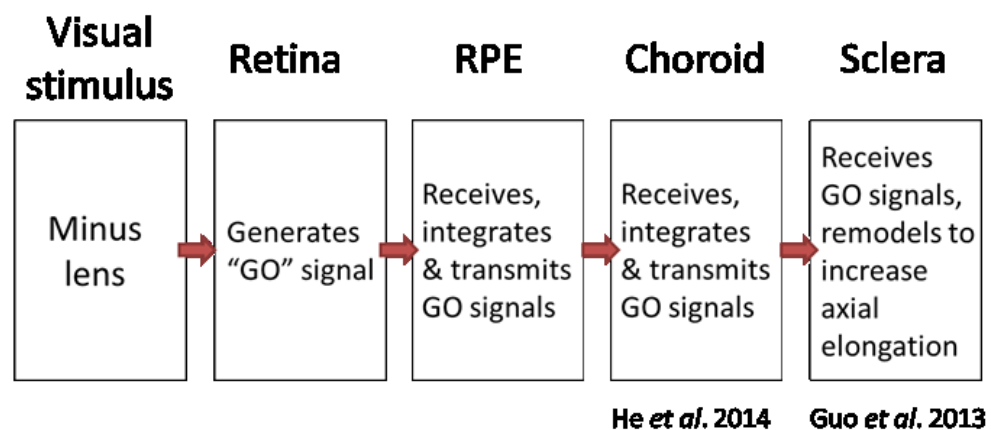 Visual
stimulus
Retina
RPE
Choroid
Sclera
Minus
lens
Generates
“GO” signal
Receives,
integrates
& transmits
GO signals
Receives,
integrates
& transmits
GO signals
Receives
GO signals,
remodels to
increase
axial
elongation
He et al. 2014
Guo et al. 2013